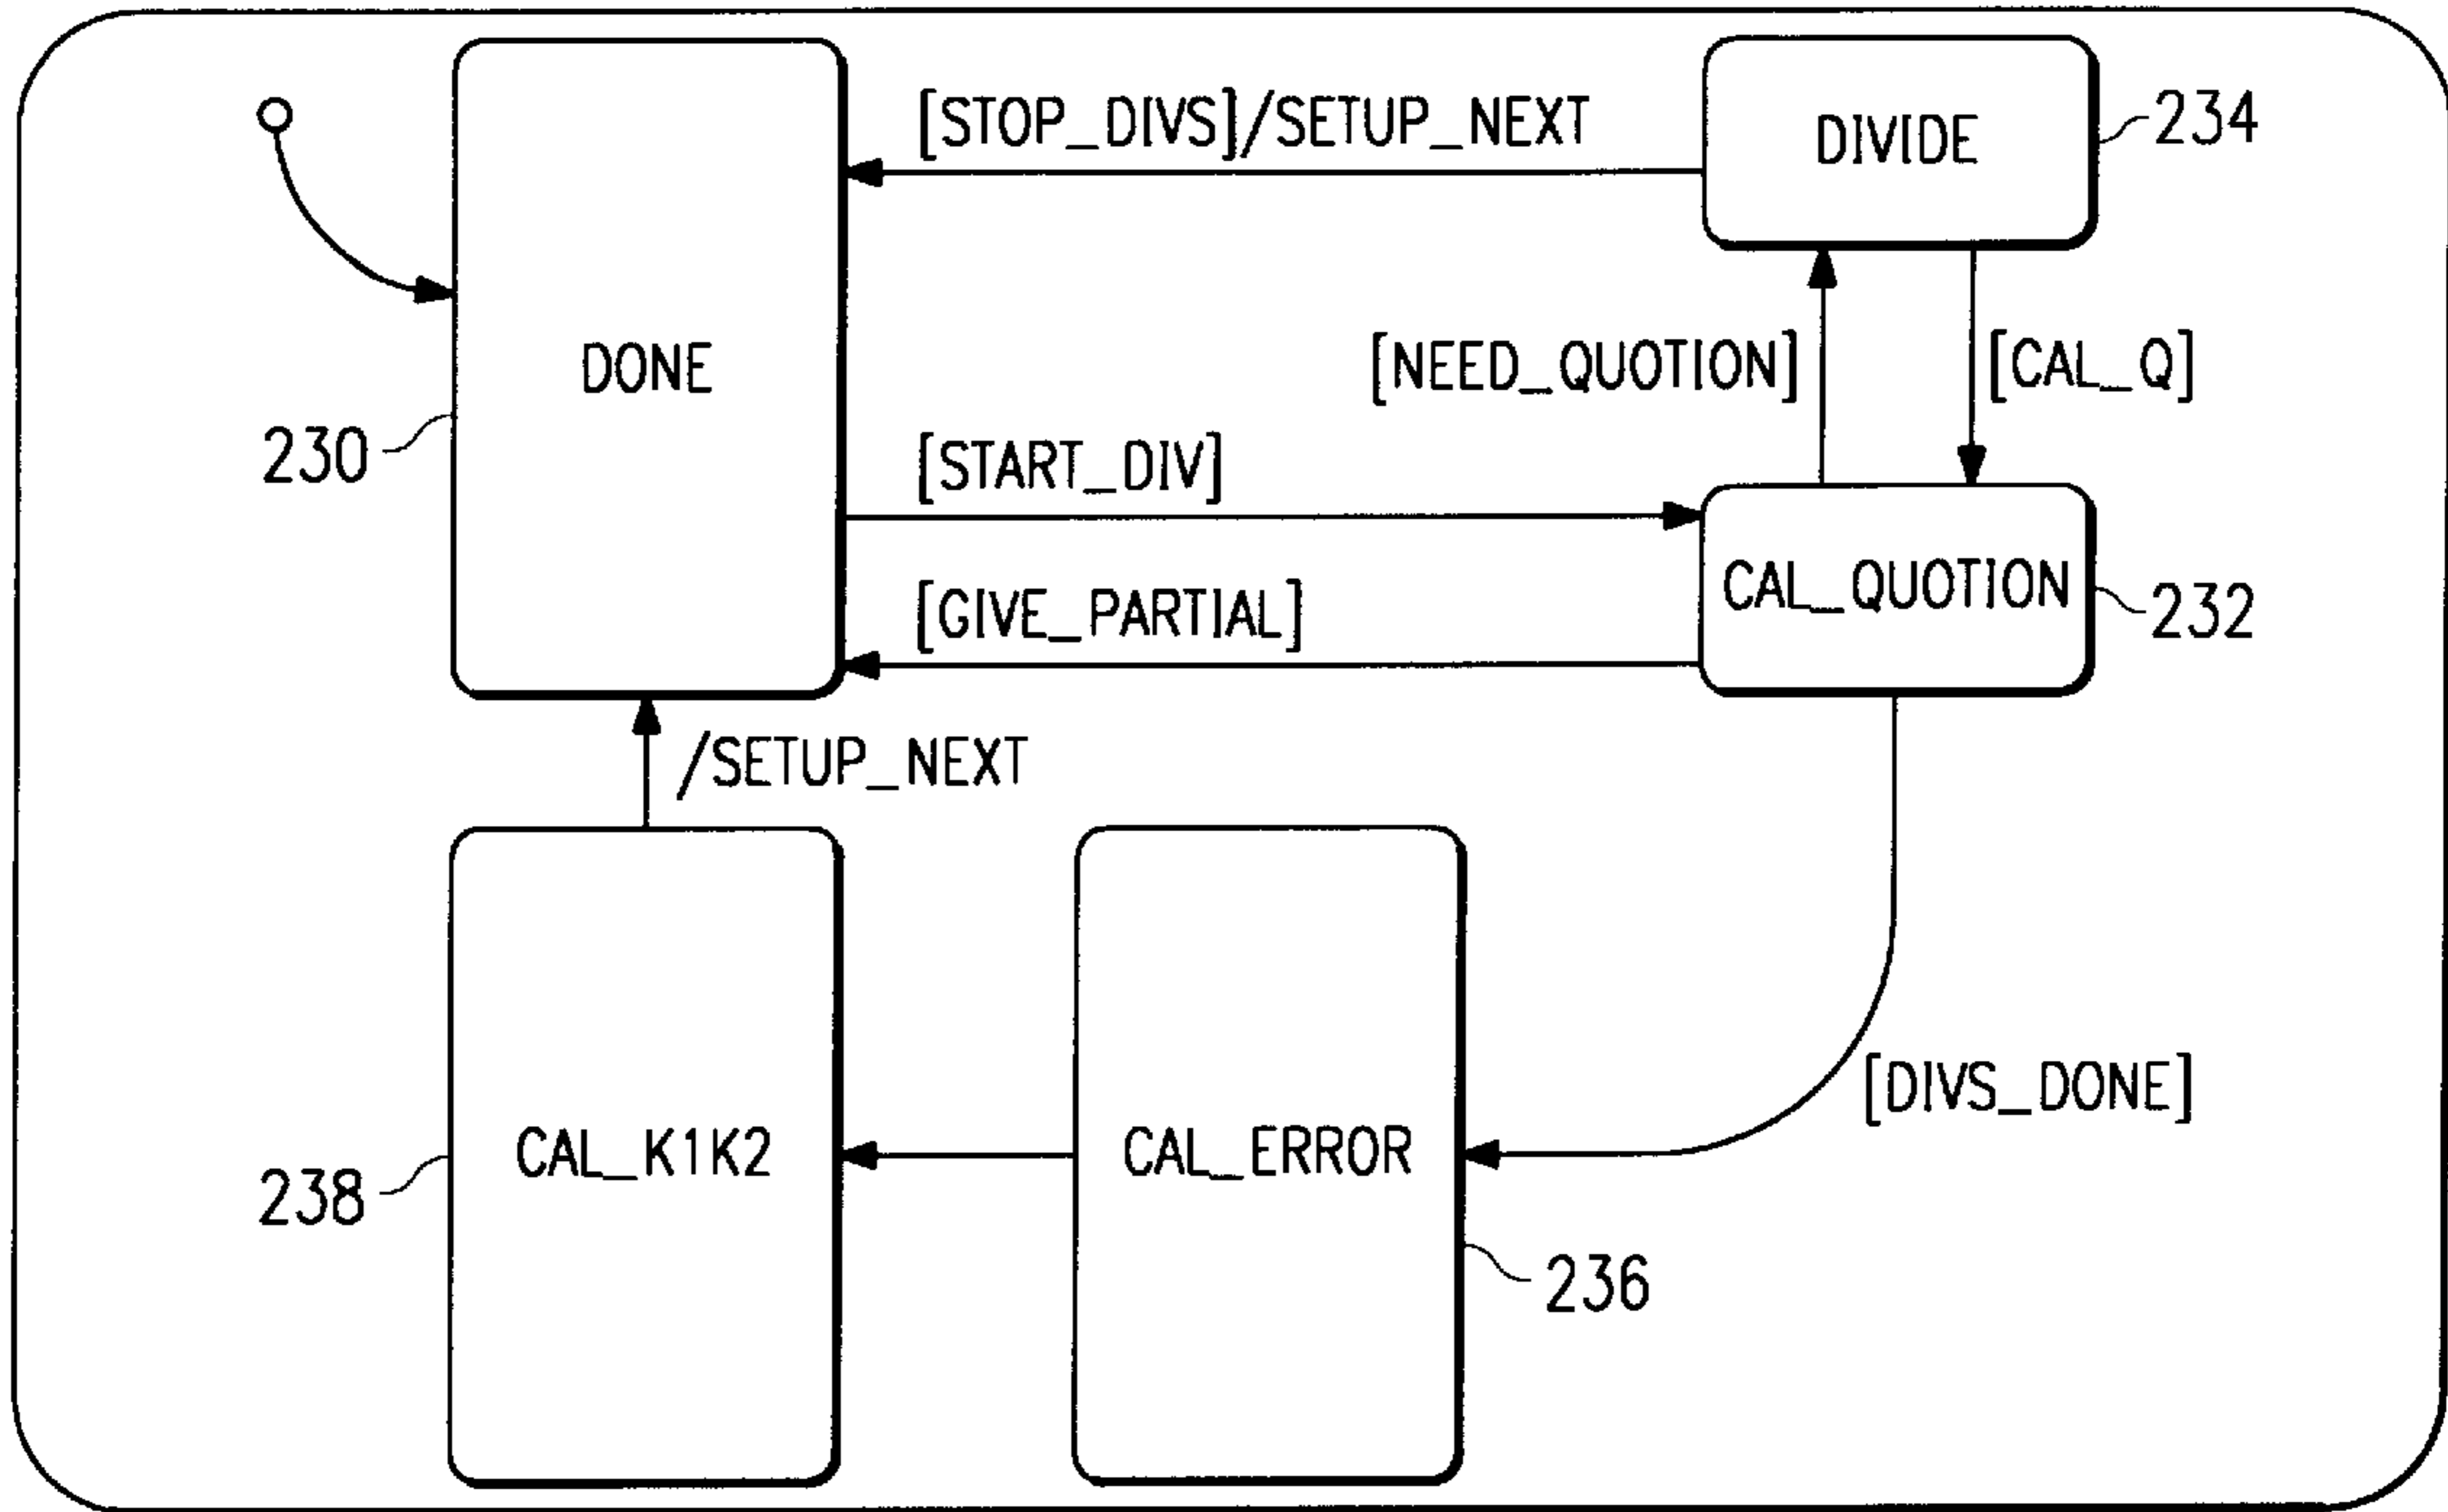 [STOP_DIVS]/SETUP_NEXT
DIVIDE
234
DONE
[NEED_QUOTION]
[CAL_Q]
230
[START_DIV]
CAL_QUOTION
232
[GIVE_PARTIAL]
/SETUP_NEXT
[DIVS_DONE]
CAL_K1K2
CAL_ERROR
238
236